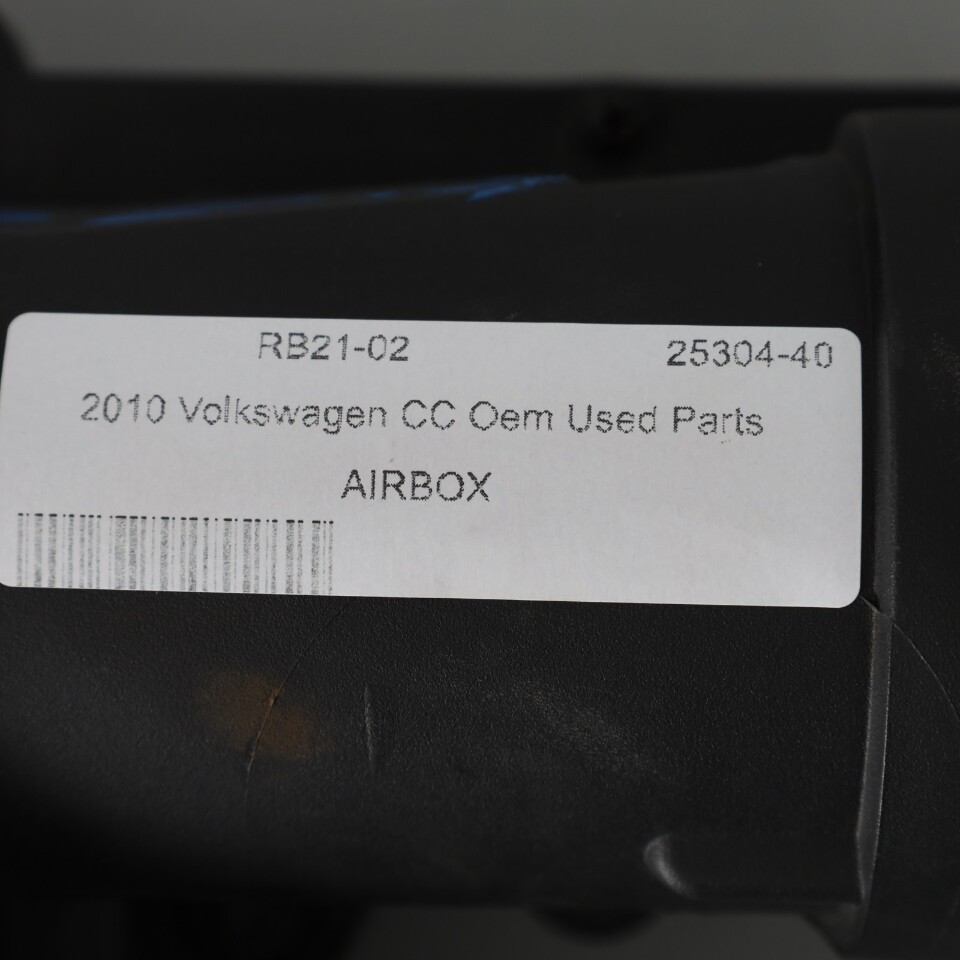 RB21-02 25304-40
2010 Volkswagen CC Oem Used Parts
AIRBOX